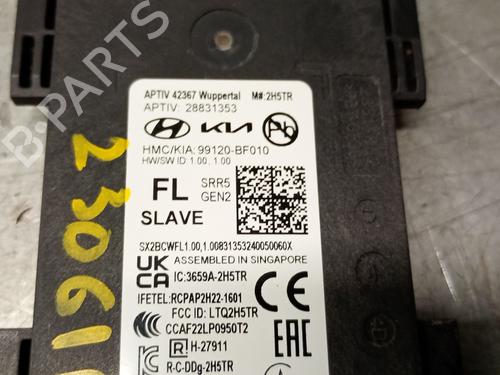 APTIV 42367 Wuppertal M#:2H5TR
APTIV: 28831353
KIA Pb
HMC/KIA: 99120-BF010
HW/SW ID: 1.00, 1.00
FL SRR5
GEN2
SLAVE
SX2BCWFL1.00,1.00831353240050060X
UK CA ASSEMBLED IN SINGAPORE
IC:3659A-2H5TR
IFETEL:RCPAP2H22-1601
FCC ID: LTQ2H5TR
CCAF22LP0950T2
CE
R H-27911
R-C-DDg-2H5TR
EAC
B-PARTS